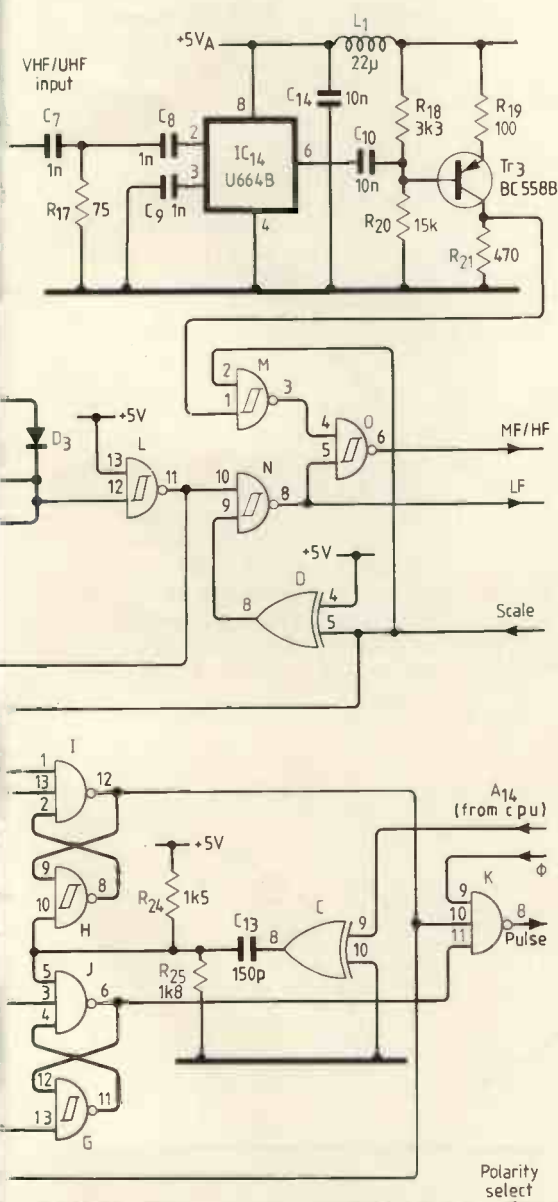 +5V A
L1
22µ
VHF/UHF
input
C7
1n
C8
1n
C9
1n
R17 75
8
2
3
6
4
IC14
U664B
C14 10n
C10
10n
R18
3k3
R19
100
Tr3
BC558B
R20
15k
R21
470
D3
+5V
13
12
L
11
2
1
M
3
10
9
N
8
4
5
O
6
MF/HF
LF
+5V
D
8
4
5
Scale
I
1
13
2
12
9
10
8
H
+5V
R24
1k5
C13
150p
R25
1k8
8
C
9
10
A14
(from cpu)
Φ
K
9
10
11
8
Pulse
J
5
3
4
6
12
13
11
G
Polarity
select